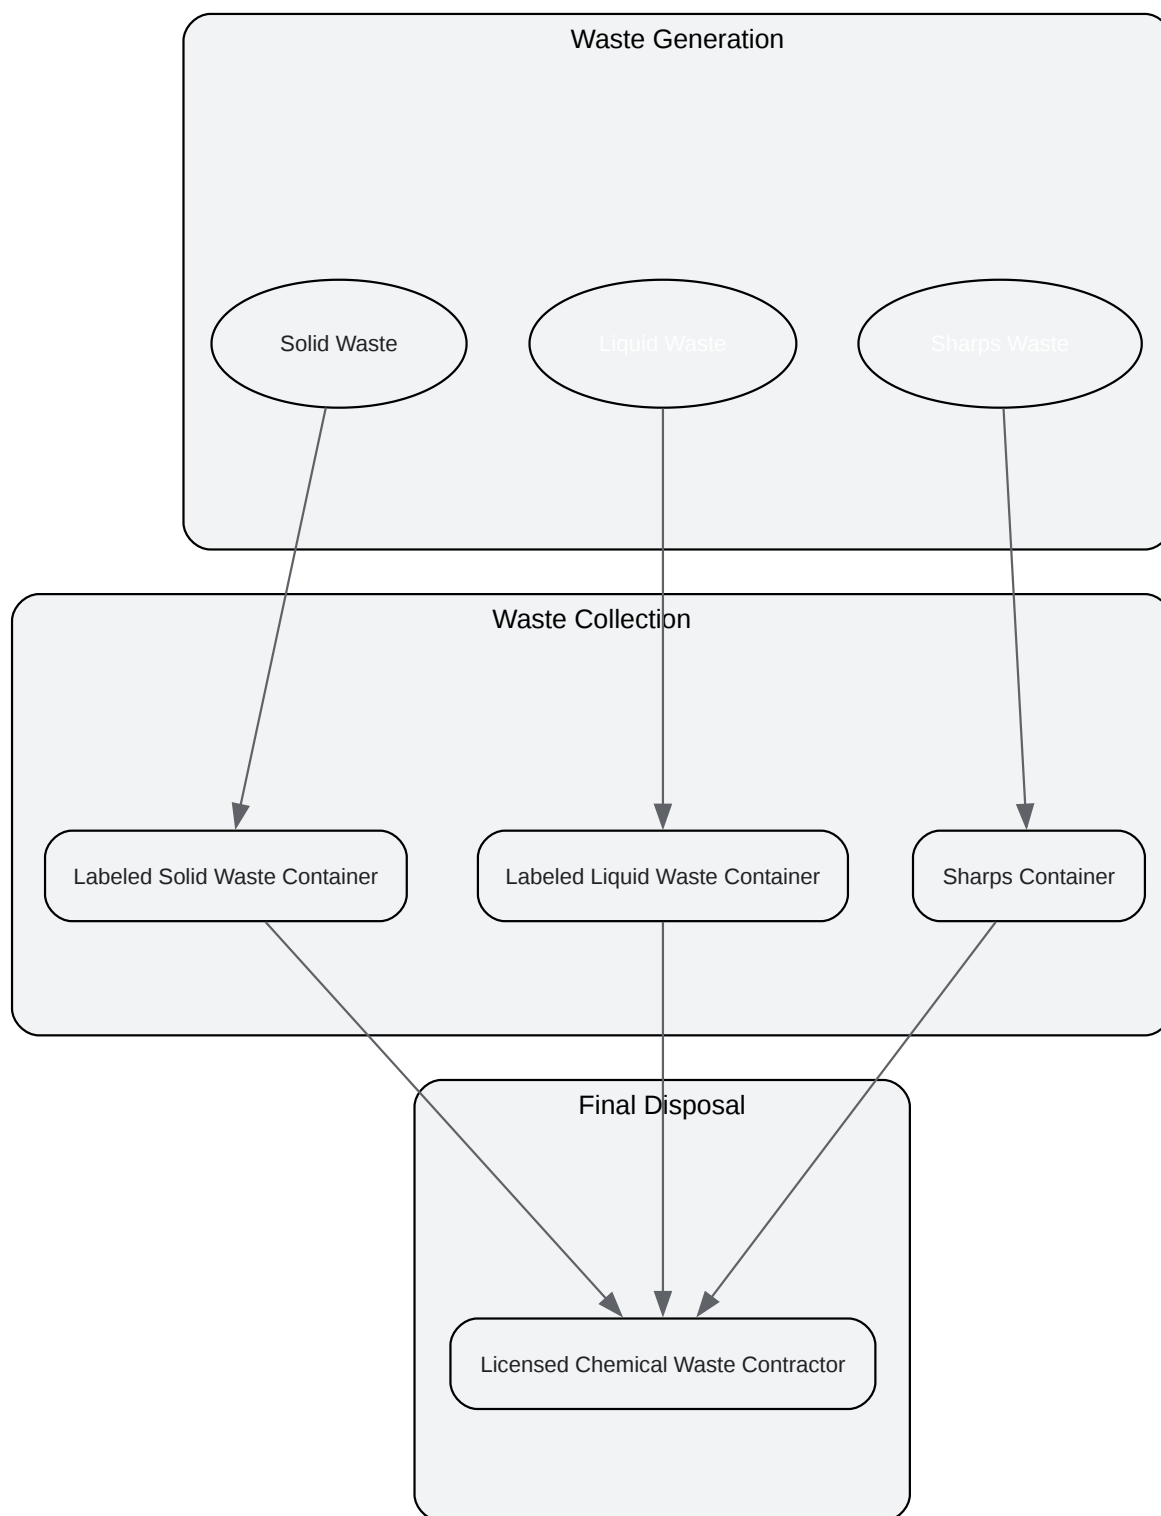 Waste Generation
Solid Waste
Liquid Waste
Sharps Waste
Waste Collection
Labeled Solid Waste Container
Labeled Liquid Waste Container
Sharps Container
Final Disposal
Licensed Chemical Waste Contractor